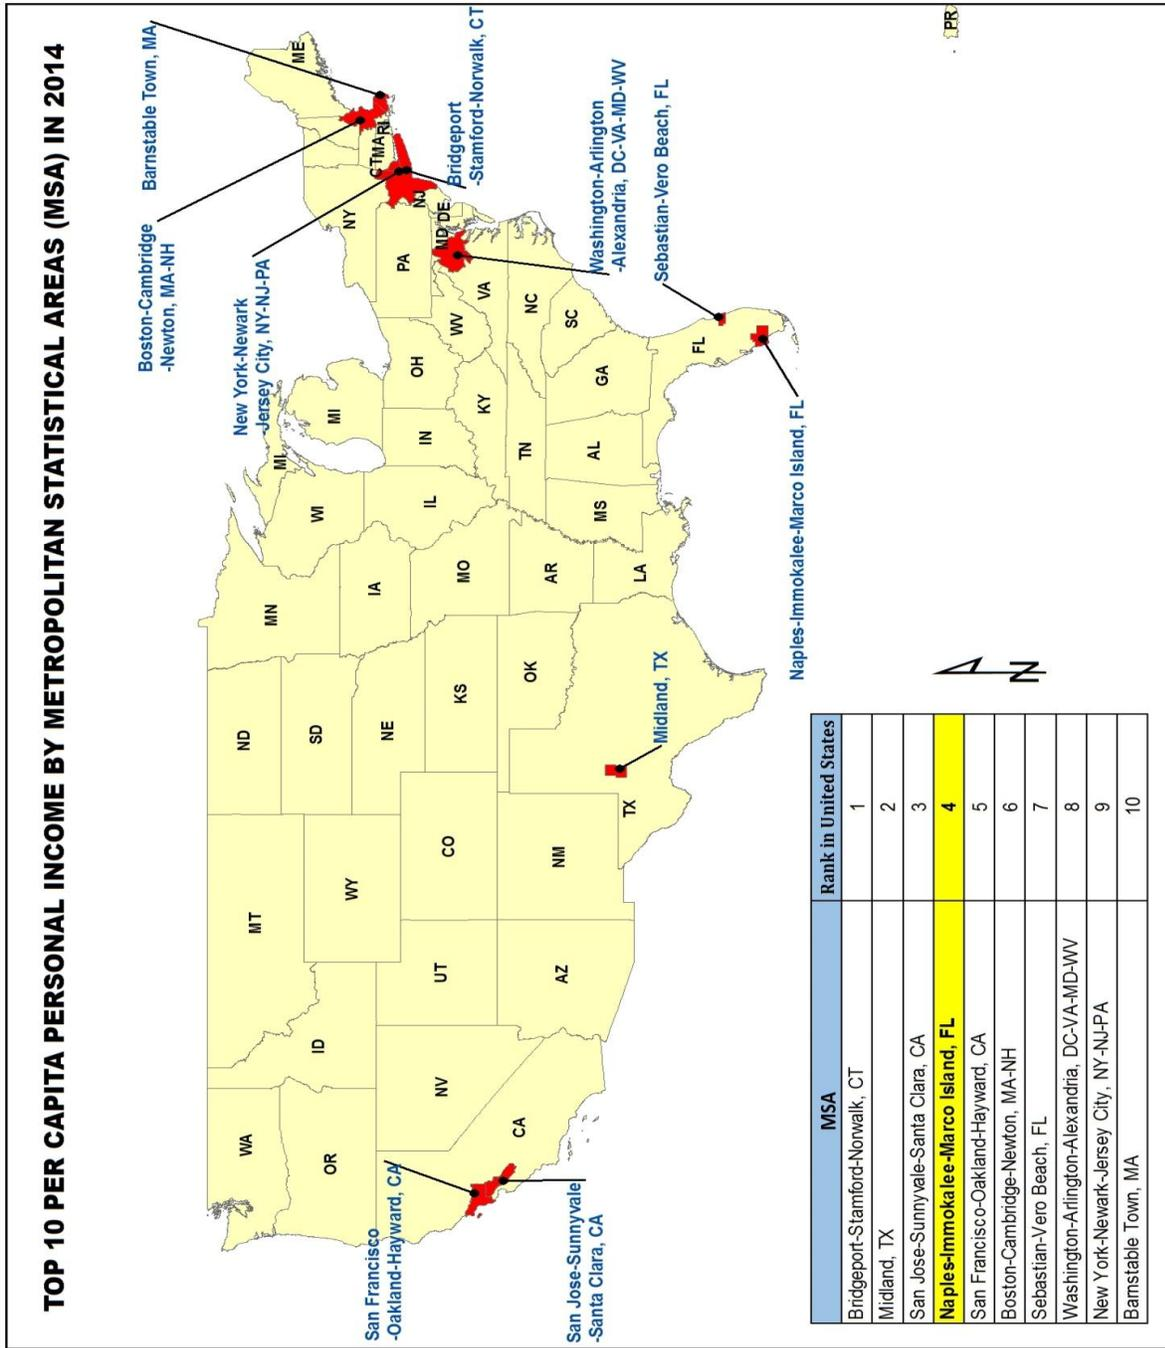 TOP 10 PER CAPITA PERSONAL INCOME BY METROPOLITAN STATISTICAL AREAS (MSA) IN 2014
Boston-Cambridge
-Newton, MA-NH
Barnstable Town, MA
New York-Newark
-Jersey City, NY-NJ-PA
Bridgeport
-Stamford-Norwalk, CT
Washington-Arlington
-Alexandria, DC-VA-MD-WV
Sebastian-Vero Beach, FL
Naples-Immokalee-Marco Island, FL
Midland, TX
San Francisco
-Oakland-Hayward, CA
San Jose-Sunnyvale
-Santa Clara, CA
WA
MT
ND
MN
MI
ME
OR
ID
WY
SD
WI
MI
NY
NE
IA
PA
CT
MA
RI
NJ
NV
UT
CO
KS
MO
IL
IN
OH
WV
MD
DE
VA
KY
CA
AZ
NM
OK
AR
TN
NC
SC
TX
LA
MS
AL
GA
FL
PR
N
MSA Rank in United States
Bridgeport-Stamford-Norwalk, CT 1
Midland, TX 2
San Jose-Sunnyvale-Santa Clara, CA 3
Naples-Immokalee-Marco Island, FL 4
San Francisco-Oakland-Hayward, CA 5
Boston-Cambridge-Newton, MA-NH 6
Sebastian-Vero Beach, FL 7
Washington-Arlington-Alexandria, DC-VA-MD-WV 8
New York-Newark-Jersey City, NY-NJ-PA 9
Barnstable Town, MA 10